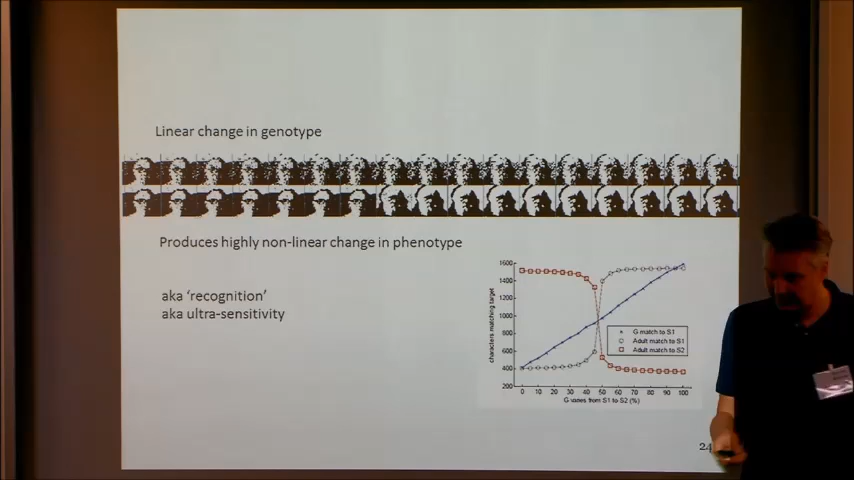 Linear change in genotype
Produces highly non-linear change in phenotype
aka ‘recognition’
aka ultra-sensitivity
1600
1400
1200
1000
800
600
400
200
characters matching target
G match to S1
Adult match to S1
Adult match to S2
0 10 20 30 40 50 60 70 80 90 100
G varies from S1 to S2 (%)
24